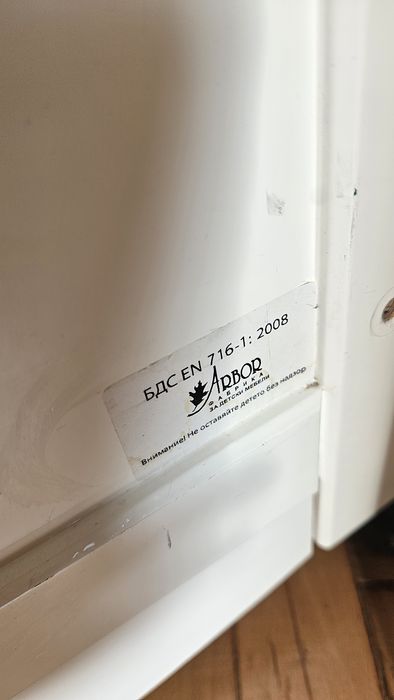 БДС EN 716-1: 2008
ARBOR
ФАБРИКА
ЗА ДЕТСКИ МЕБЕЛИ
Внимание! Не оставяйте детето без надзор